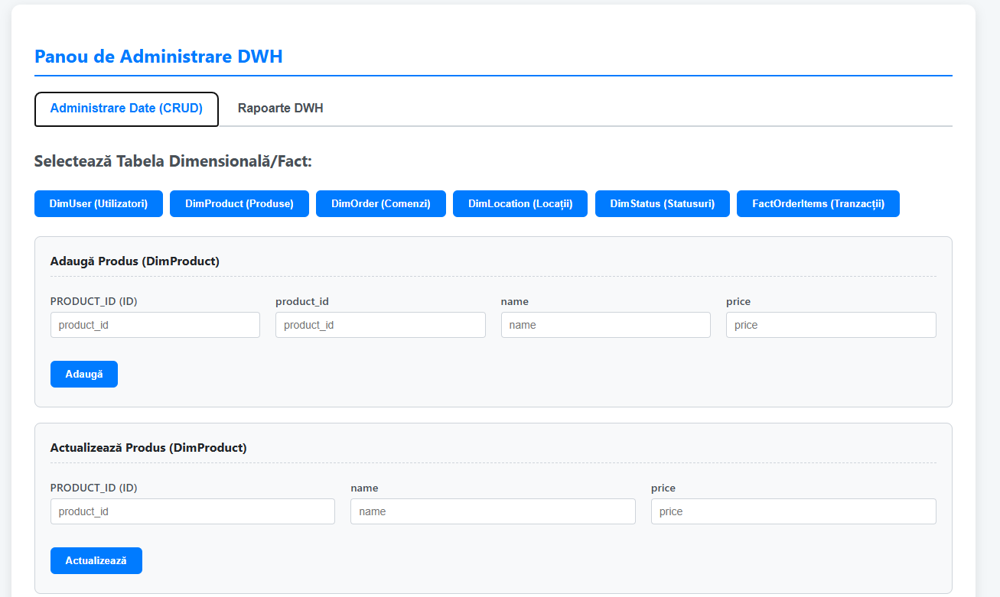 Panou de Administrare DWH
Administrare Date (CRUD) Rapoarte DWH
Selectează Tabela Dimensională/Fact:
DimUser (Utilizatori) DimProduct (Produse) DimOrder (Comenzi) DimLocation (Locații) DimStatus (Statusuri) FactOrderItems (Tranzacții)
Adaugă Produs (DimProduct)
PRODUCT_ID (ID) product_id name price
product_id product_id name price
Adaugă
Actualizează Produs (DimProduct)
PRODUCT_ID (ID) name price
product_id name price
Actualizează